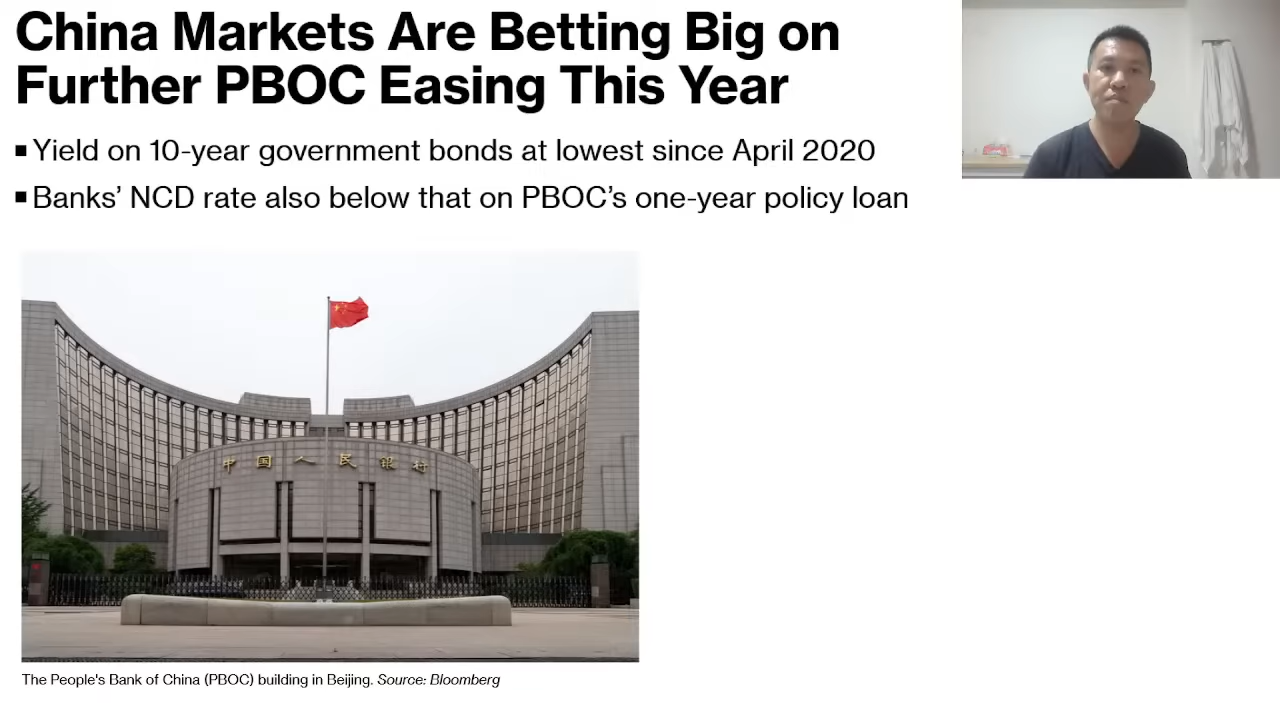 China Markets Are Betting Big on
Further PBOC Easing This Year
▪ Yield on 10-year government bonds at lowest since April 2020
▪ Banks’ NCD rate also below that on PBOC’s one-year policy loan
中国人民银行
The People's Bank of China (PBOC) building in Beijing. Source: Bloomberg